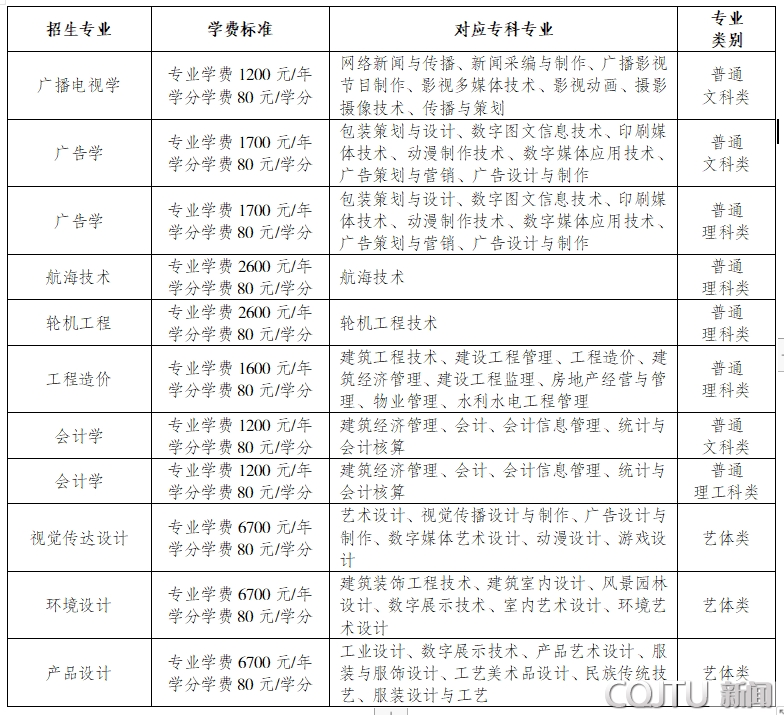 招生专业 学费标准 对应专科专业 专业
类别
广播电视学
专业学费 1200 元/年
学分学费 80 元/学分
网络新闻与传播、新闻采编与制作、广播影视
节目制作、影视多媒体技术、影视动画、摄影
摄像技术、传播与策划
普通
文科类
广告学
专业学费 1700 元/年
学分学费 80 元/学分
包装策划与设计、数字图文信息技术、印刷媒
体技术、动漫制作技术、数字媒体应用技术、
广告策划与营销、广告设计与制作
普通
文科类
广告学
专业学费 1700 元/年
学分学费 80 元/学分
包装策划与设计、数字图文信息技术、印刷媒
体技术、动漫制作技术、数字媒体应用技术、
广告策划与营销、广告设计与制作
普通
理科类
航海技术
专业学费 2600 元/年
学分学费 80 元/学分
航海技术
普通
理科类
轮机工程
专业学费 2600 元/年
学分学费 80 元/学分
轮机工程技术
普通
理科类
工程造价
专业学费 1600 元/年
学分学费 80 元/学分
建筑工程技术、建设工程管理、工程造价、建
筑经济管理、建设工程监理、房地产经营与管
理、物业管理、水利水电工程管理
普通
理科类
会计学
专业学费 1200 元/年
学分学费 80 元/学分
建筑经济管理、会计、会计信息管理、统计与
会计核算
普通
文科类
会计学
专业学费 1200 元/年
学分学费 80 元/学分
建筑经济管理、会计、会计信息管理、统计与
会计核算
普通
理工科类
视觉传达设计
专业学费 6700 元/年
学分学费 80 元/学分
艺术设计、视觉传播设计与制作、广告设计与
制作、数字媒体艺术设计、动漫设计、游戏设
计
艺体类
环境设计
专业学费 6700 元/年
学分学费 80 元/学分
建筑装饰工程技术、建筑室内设计、风景园林
设计、数字展示技术、室内艺术设计、环境艺
术设计
艺体类
产品设计
专业学费 6700 元/年
学分学费 80 元/学分
工业设计、数字展示技术、产品艺术设计、服
装与服饰设计、工艺美术品设计、民族传统技
艺、服装设计与工艺
艺体类
CQJTU 新闻